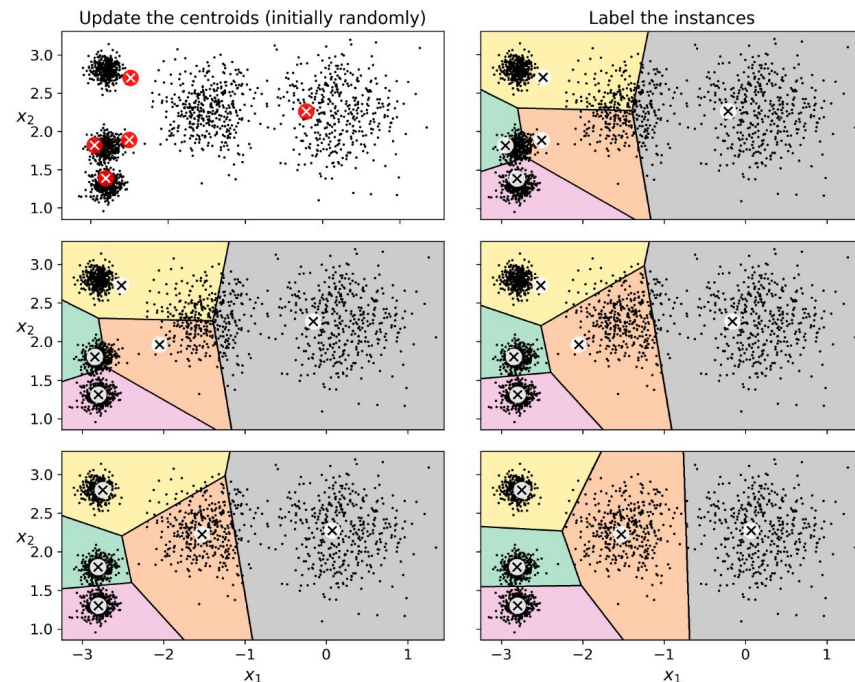 Update the centroids (initially randomly)
Label the instances
3.0
2.5
x2
2.0
1.5
1.0
3.0
2.5
x2
2.0
1.5
1.0
3.0
2.5
x2
2.0
1.5
1.0
−3 −2 −1 0 1
−3 −2 −1 0 1
x1
x1